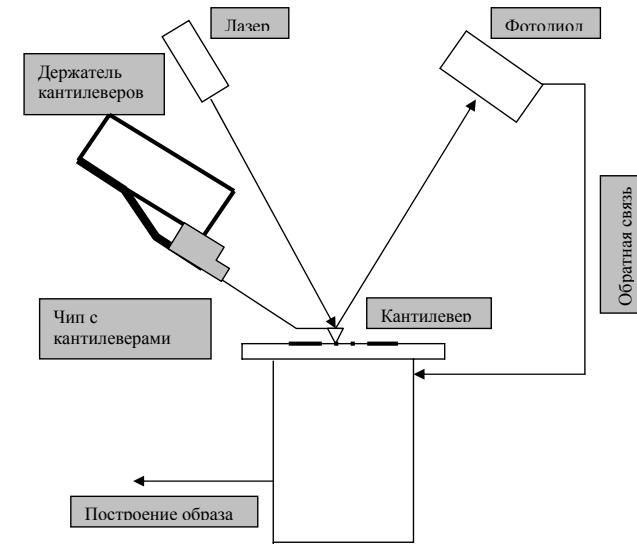 Лазер
Фотодиод
Держатель
кантилеверов
Обратная связь
Чип с
кантилеверами
Кантилевер
Построение образа